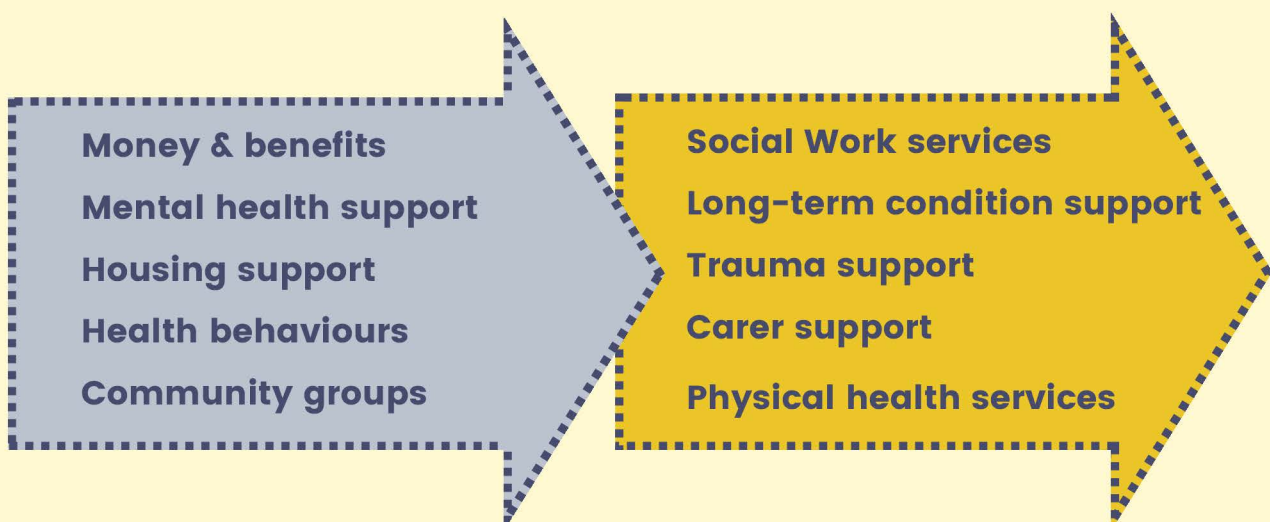 Money & benefits
Mental health support
Housing support
Health behaviours
Community groups
Social Work services
Long-term condition support
Trauma support
Carer support
Physical health services